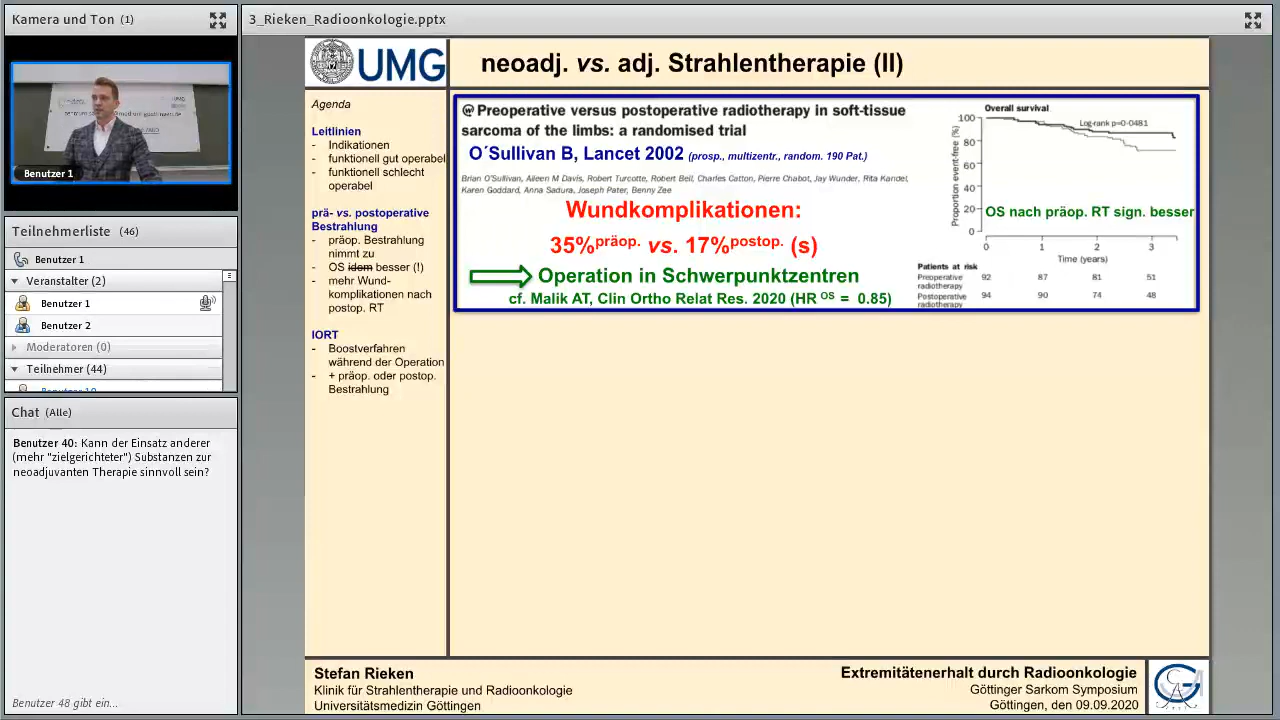 Kamera und Ton (1)
Benutzer 1
Teilnehmerliste (46)
Benutzer 1
Veranstalter (2)
Benutzer 1
Benutzer 2
Moderatoren (0)
Teilnehmer (44)
Chat (Alle)
Benutzer 40: Kann der Einsatz anderer
(mehr "zielgerichteter") Substanzen zur
neoadjuvanten Therapie sinnvoll sein?
Benutzer 48 gibt ein...
3_Rieken_Radioonkologie.pptx
UMG
neoadj. vs. adj. Strahlentherapie (II)
Agenda
Leitlinien
- Indikationen
- funktionell gut operabel
- funktionell schlecht
operabel
prä- vs. postoperative
Bestrahlung
- präop. Bestrahlung
nimmt zu
- OS idem besser (!)
- mehr Wund-
komplikationen nach
postop. RT
IORT
- Boostverfahren
während der Operation
- + präop. oder postop.
Bestrahlung
Preoperative versus postoperative radiotherapy in soft-tissue
sarcoma of the limbs: a randomised trial
O´Sullivan B, Lancet 2002 (prosp., multizentr., random. 190 Pat.)
Brian O'Sullivan, Aileen M Davis, Robert Turcotte, Robert Bell, Charles Catton, Pierre Chabot, Jay Wunder, Rita Kandel,
Karen Goddard, Anna Sadura, Joseph Pater, Benny Zee
Wundkomplikationen:
35% präop. vs. 17% postop. (s)
Operation in Schwerpunktzentren
cf. Malik AT, Clin Ortho Relat Res. 2020 (HR OS = 0.85)
Overall survival
Log-rank p=0·0481
Proportion event-free (%)
100
80
60
40
20
0
OS nach präop. RT sign. besser
0 1 2 3
Time (years)
Patients at risk
Preoperative 92 87 81 51
radiotherapy
Postoperative 94 90 74 48
radiotherapy
Stefan Rieken
Klinik für Strahlentherapie und Radioonkologie
Universitätsmedizin Göttingen
Extremitätenerhalt durch Radioonkologie
Göttinger Sarkom Symposium
Göttingen, den 09.09.2020